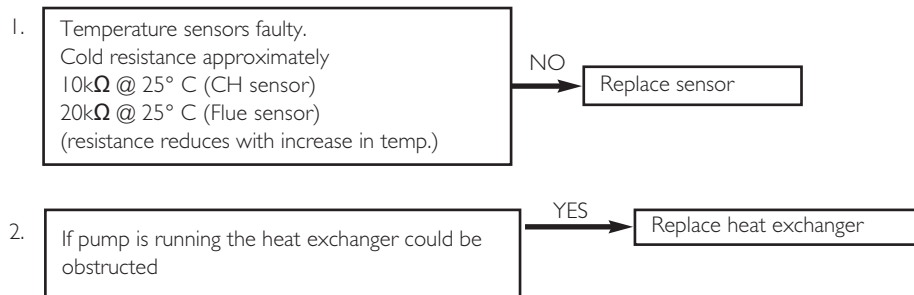 1.
Temperature sensors faulty.
Cold resistance approximately
10kΩ @ 25° C (CH sensor)
20kΩ @ 25° C (Flue sensor)
(resistance reduces with increase in temp.)
NO
Replace sensor
2.
If pump is running the heat exchanger could be
obstructed
YES
Replace heat exchanger